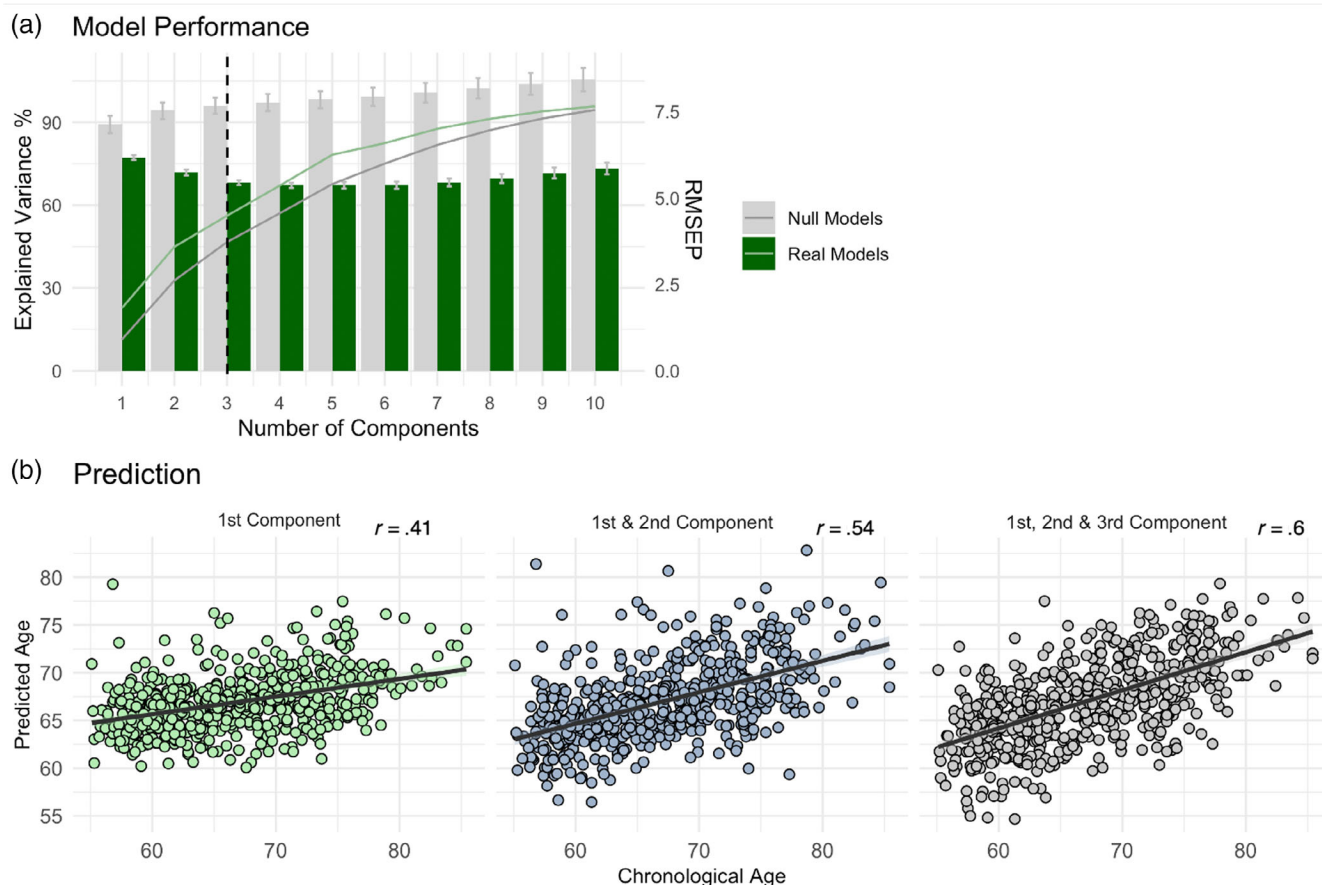 (a) Model Performance
90
60
30
0
Explained Variance %
7.5
5.0
2.5
0.0
RMSEP
1 2 3 4 5 6 7 8 9 10
Number of Components
Null Models
Real Models
(b) Prediction
1st Component r = .41
1st & 2nd Component r = .54
1st, 2nd & 3rd Component r = .6
80
75
70
65
60
55
Predicted Age
60 70 80 60 70 80 60 70 80
Chronological Age